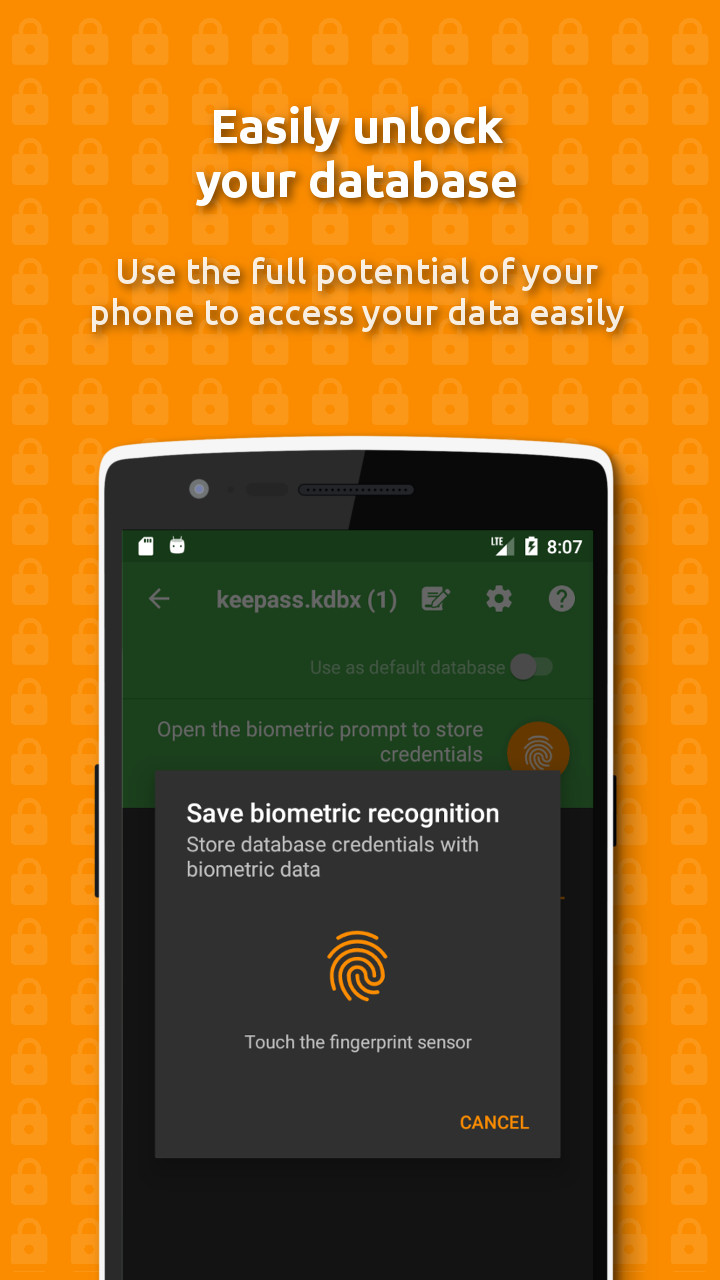 Easily unlock
your database
Use the full potential of your
phone to access your data easily
LTE 8:07
keepass.kdbx (1)
Use as default database
Open the biometric prompt to store
credentials
Save biometric recognition
Store database credentials with
biometric data
Touch the fingerprint sensor
CANCEL